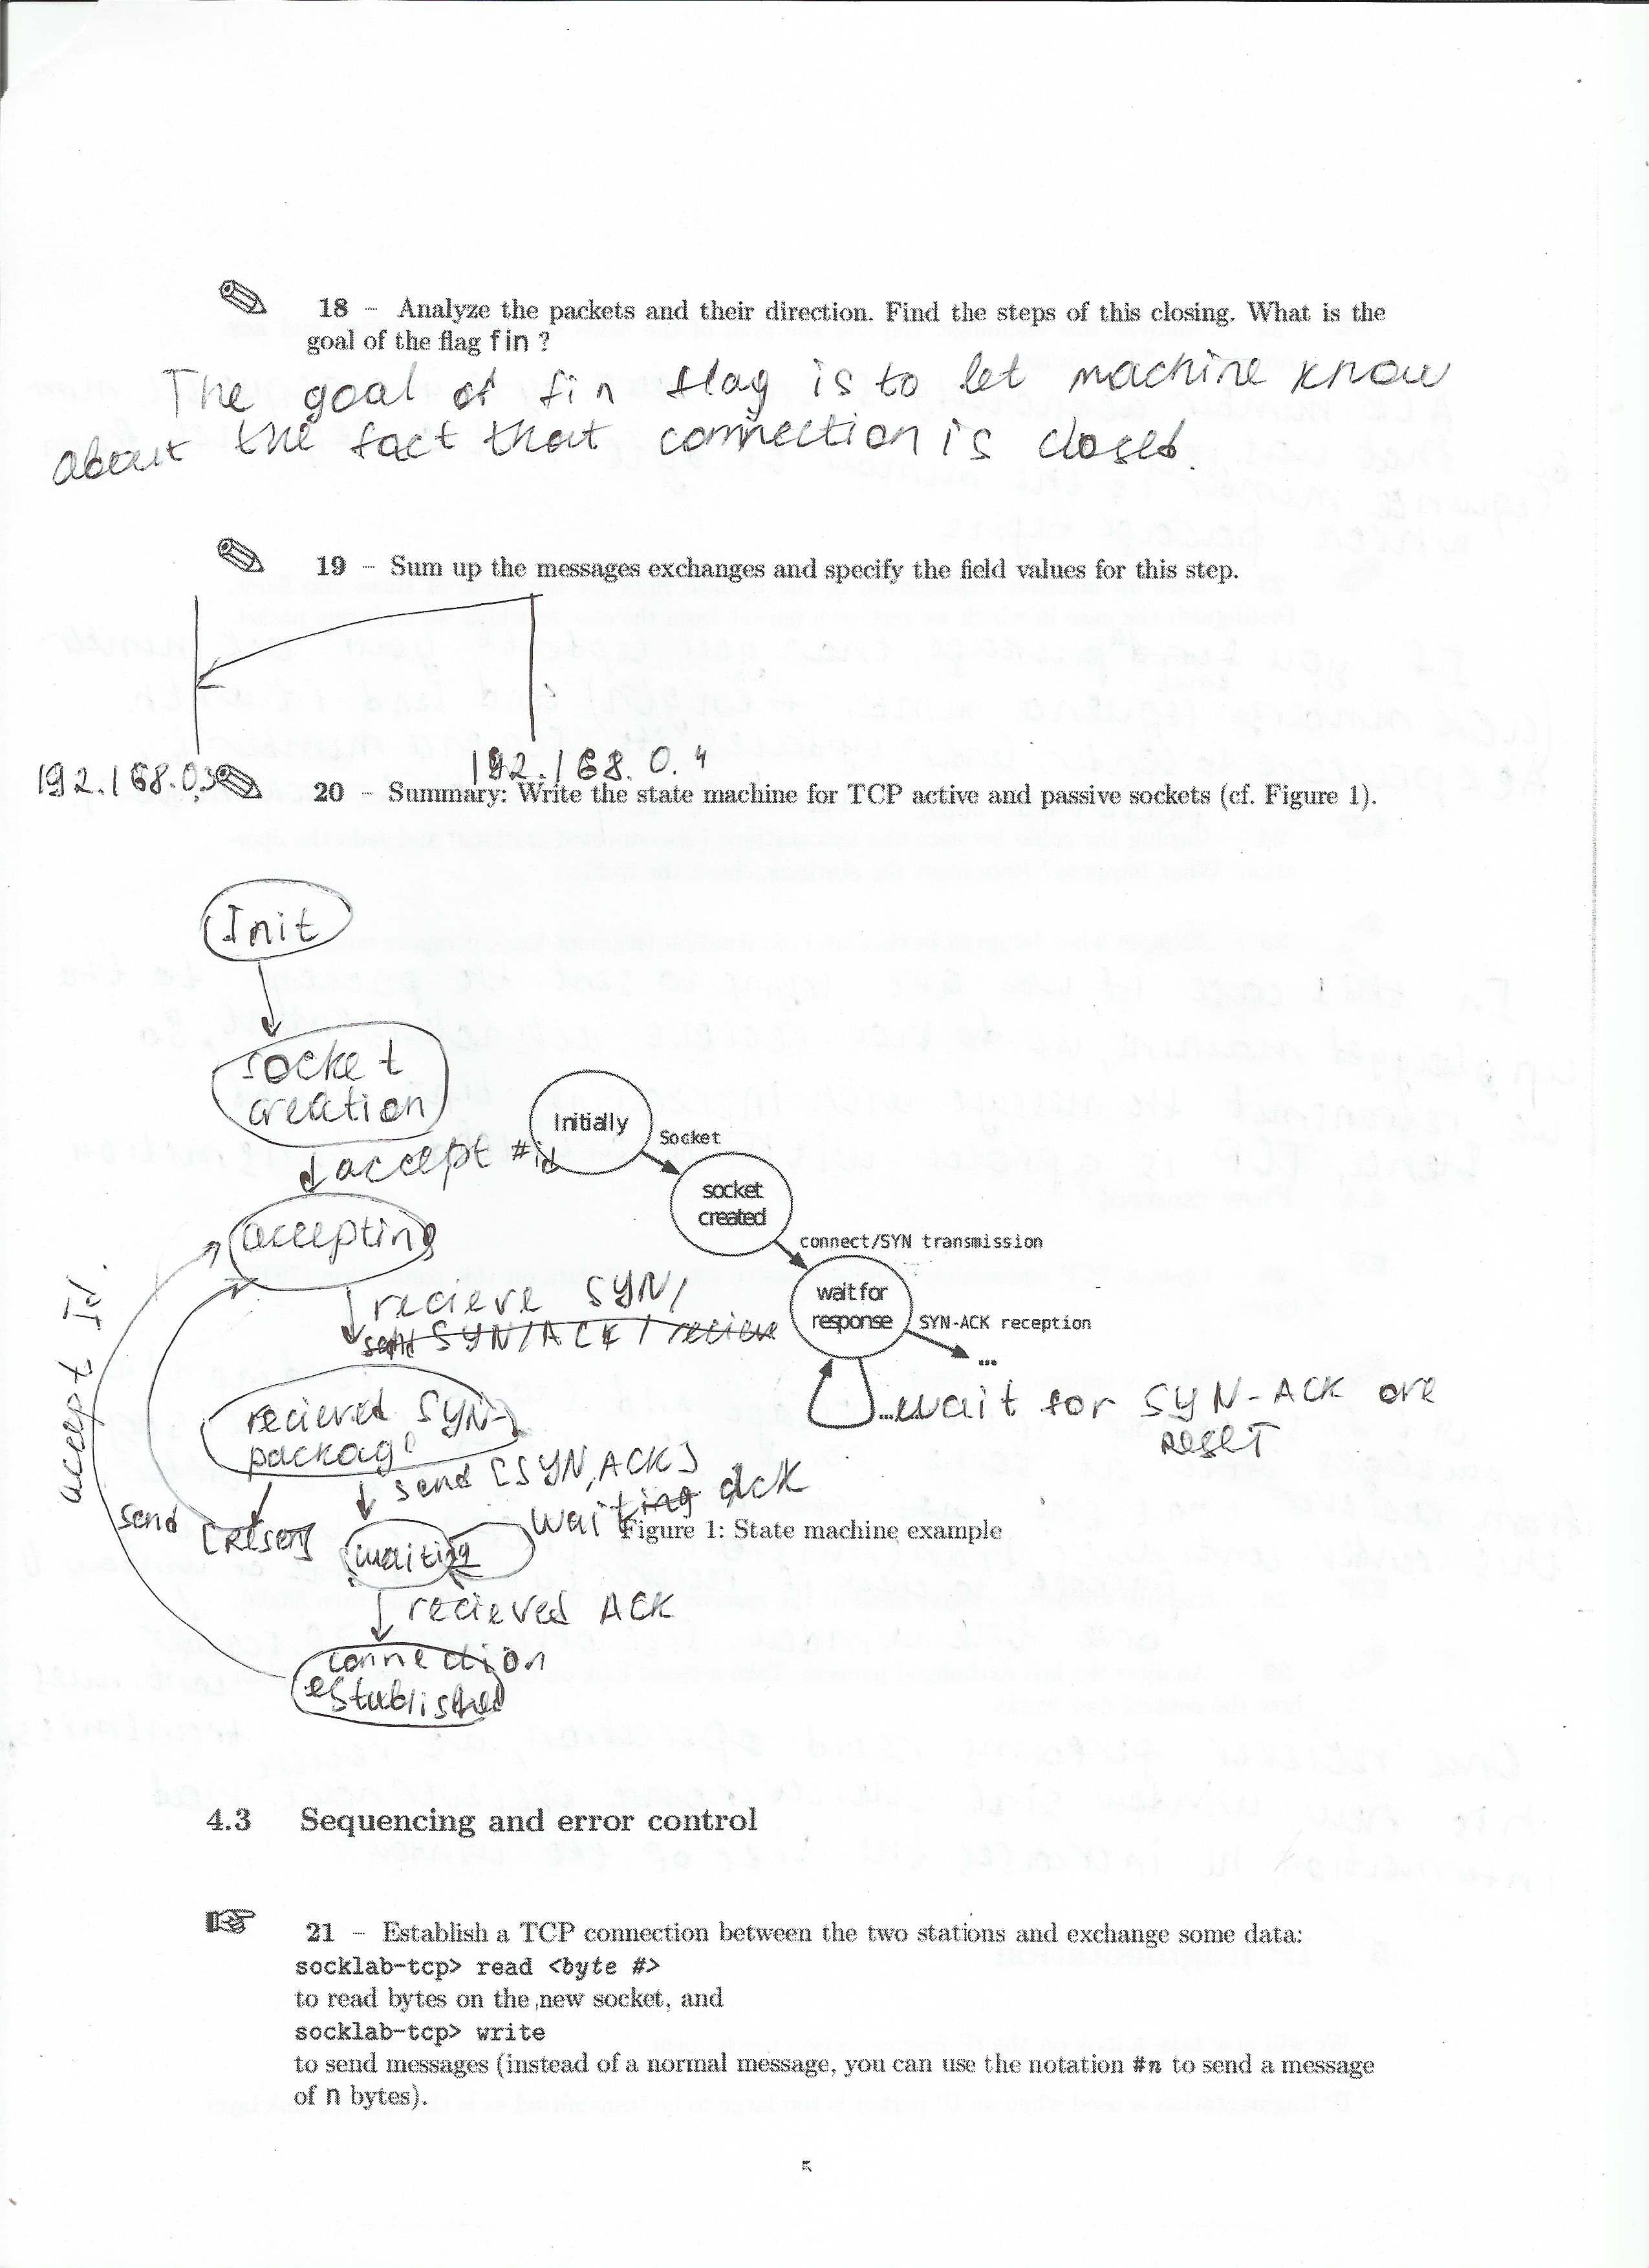 18 – Analyze the packets and their direction. Find the steps of this closing. What is the
goal of the flag fin ?
The goal of fin flag is to let machine know
about the fact that connection is closed.
19 – Sum up the messages exchanges and specify the field values for this step.
192.168.0.3
192.168.0.4
20 – Summary: Write the state machine for TCP active and passive sockets (cf. Figure 1).
Init
socket
creation
accept #id
accepting
recieve SYN/
send SYN/ACK/recieve
recieved SYN-
package
send [SYN, ACK]
waiting ack
send [Reset]
waiting
recieved ACK
connection
established
accept Id.
Initially
Socket
socket
created
connect/SYN transmission
wait for
response
SYN-ACK reception
...
...wait for SYN-ACK ore
reset
Figure 1: State machine example
4.3 Sequencing and error control
21 – Establish a TCP connection between the two stations and exchange some data:
socklab-tcp> read <byte #>
to read bytes on the new socket, and
socklab-tcp> write
to send messages (instead of a normal message, you can use the notation #n to send a message
of n bytes).
5